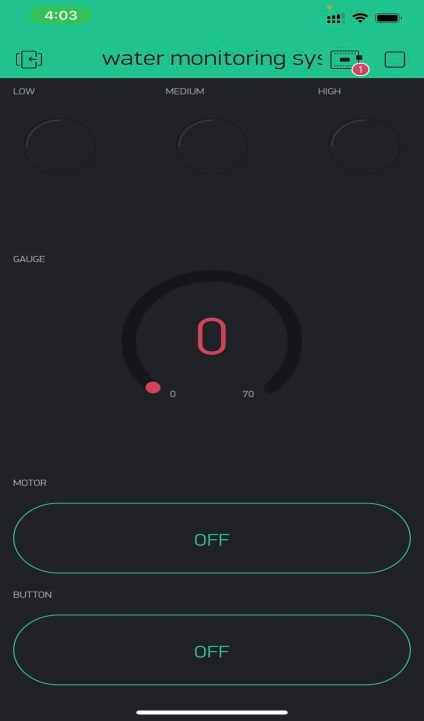 4:03
water monitoring sys
1
LOW MEDIUM HIGH
GAUGE
0
0 70
MOTOR
OFF
BUTTON
OFF